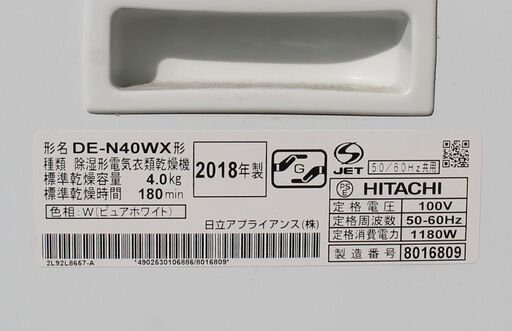 形名 DE-N40WX形
種類 除湿形電気衣類乾燥機
標準乾燥容量 4.0kg
標準乾燥時間 180min
色相:W(ピュアホワイト)
2018年製
G
S JET
50/60Hz共用
PSE HITACHI
定格電圧 100V
定格周波数 50-60Hz
定格消費電力 1180W
製造番号 8016809
日立アプライアンス(株)
2L92L8667-A
*4902530106886/8016809*